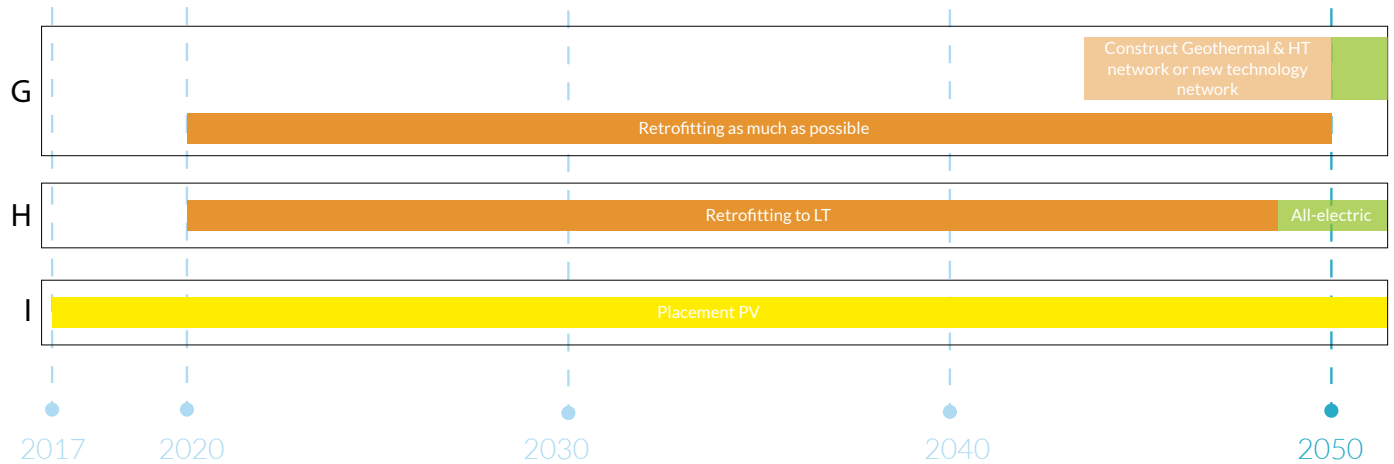 G
Construct Geothermal & HT
network or new technology
network
Retrofitting as much as possible
H
Retrofitting to LT
All-electric
I
Placement PV
2017
2020
2030
2040
2050